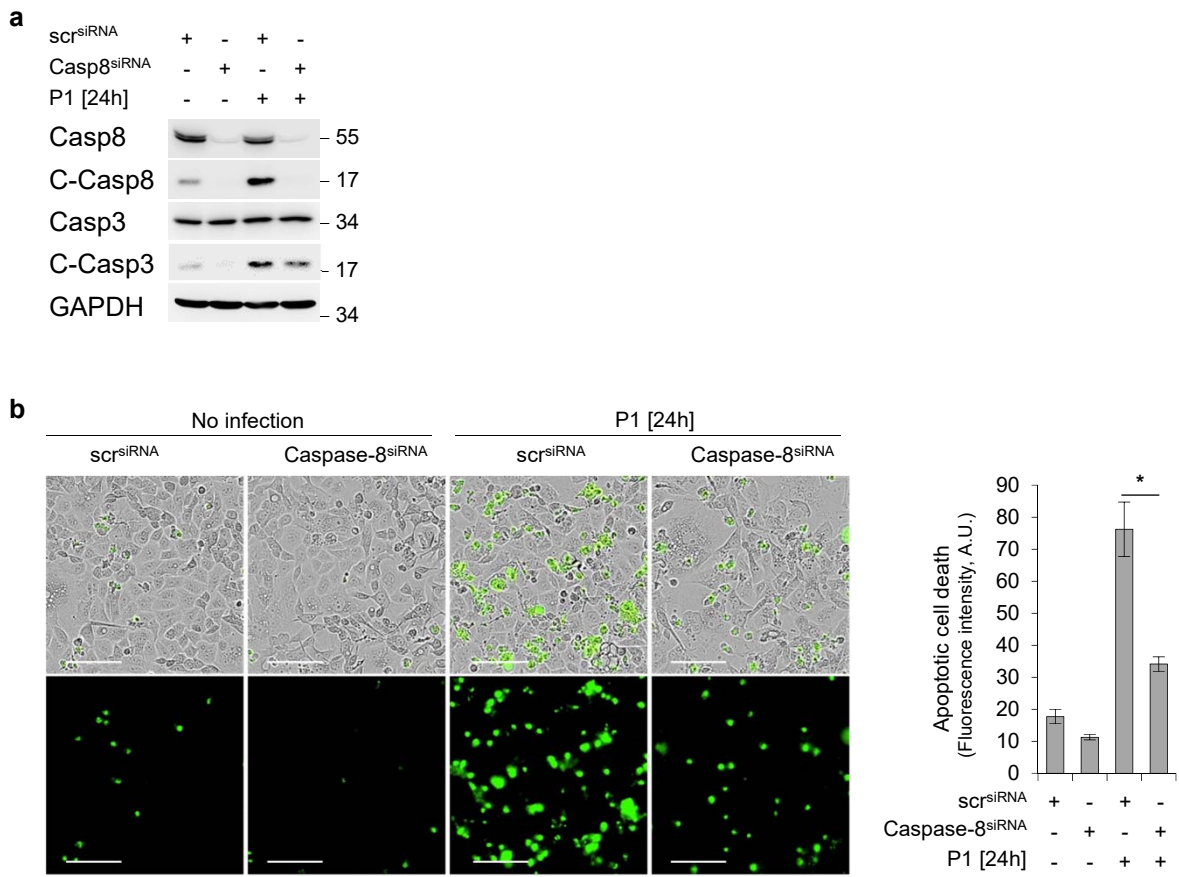 a
scrsiRNA + - + -
Casp8siRNA - + - +
P1 [24h] - - + +
Casp8 – 55
C-Casp8 – 17
Casp3 – 34
C-Casp3 – 17
GAPDH – 34
b
No infection P1 [24h]
scrsiRNA Caspase-8siRNA scrsiRNA Caspase-8siRNA
Apoptotic cell death
(Fluorescence intensity, A.U.)
90
80
70
60
50
40
30
20
10
0
*
scrsiRNA + - + -
Caspase-8siRNA - + - +
P1 [24h] - - + +